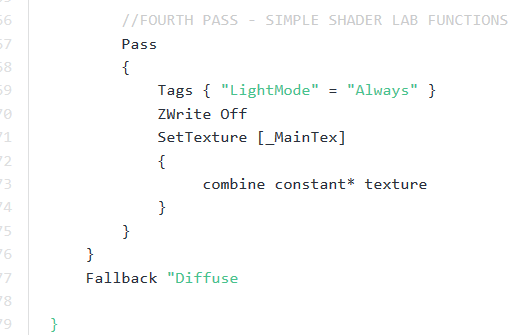 66 //FOURTH PASS - SIMPLE SHADER LAB FUNCTIONS
67 Pass
68 {
69 Tags { "LightMode" = "Always" }
70 ZWrite Off
71 SetTexture [_MainTex]
72 {
73 combine constant* texture
74 }
75 }
76 }
77 Fallback "Diffuse
78
79 }